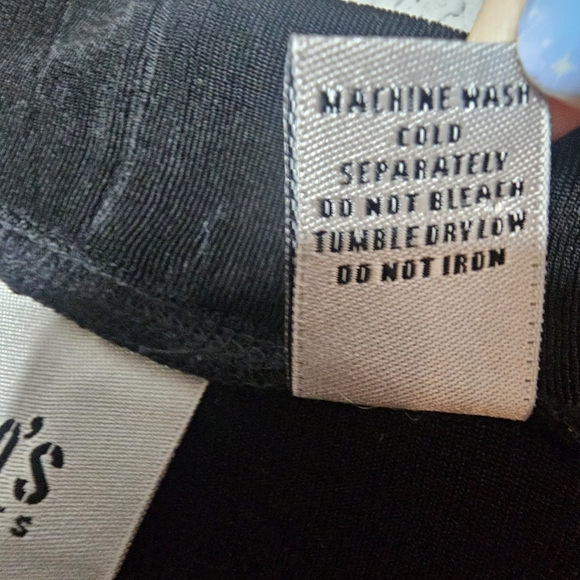 MACHINE WASH
COLD
SEPARATELY
DO NOT BLEACH
TUMBLE DRY LOW
DO NOT IRON
'S
S